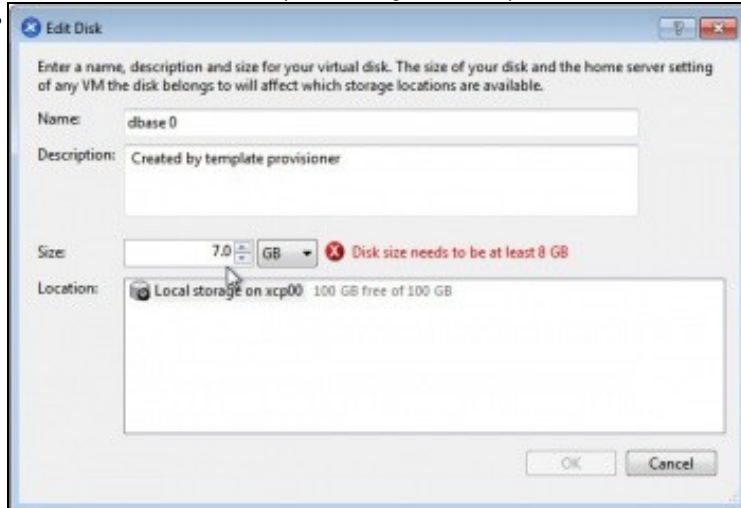 Edit Disk
Enter a name, description and size for your virtual disk. The size of your disk and the home server setting
of any VM the disk belongs to will affect which storage locations are available.
Name:
dbase 0
Description:
Created by template provisioner
Size:
7.0
GB
Disk size needs to be at least 8 GB
Location:
Local storage on xcp00 100 GB free of 100 GB
OK
Cancel